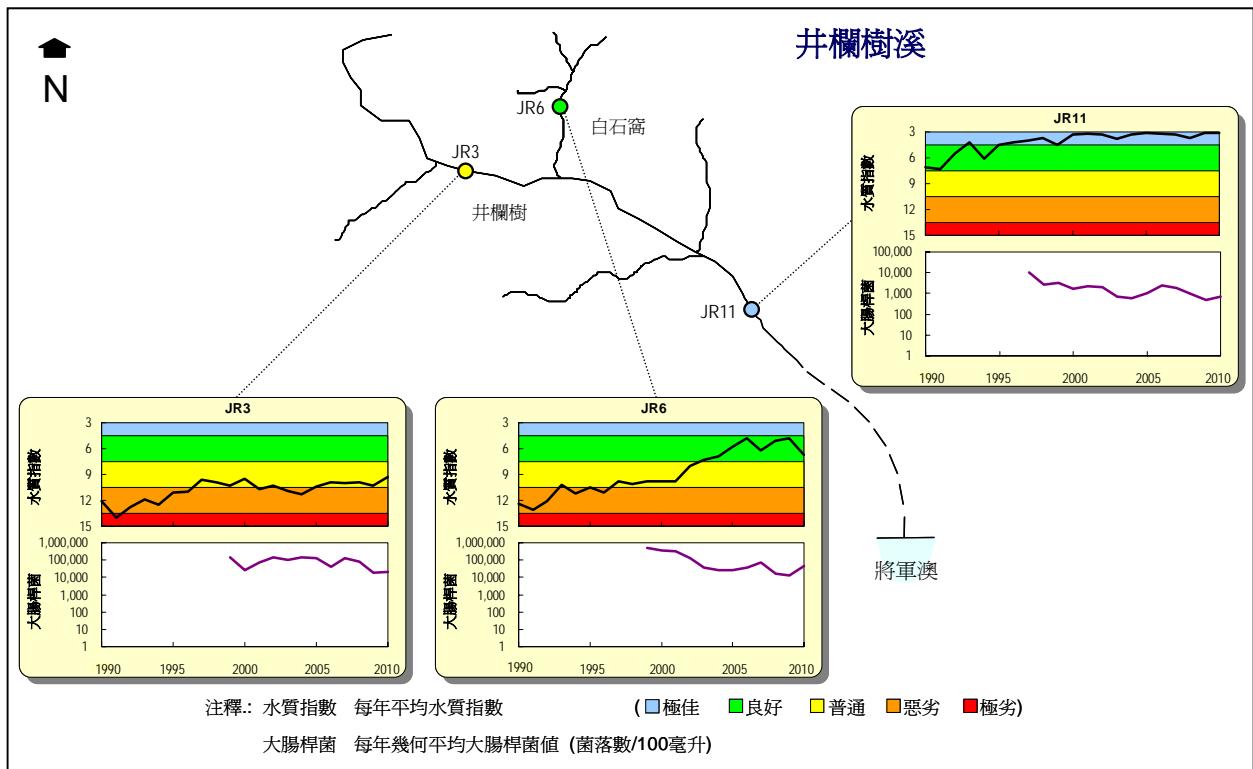 井欄樹溪
N
JR6
白石窩
JR3
井欄樹
JR11
將軍澳
JR11
水質指數
3
6
9
12
15
大腸桿菌
100,000
10,000
1,000
100
10
1
1990 1995 2000 2005 2010
JR3
水質指數
3
6
9
12
15
大腸桿菌
1,000,000
100,000
10,000
1,000
100
10
1
1990 1995 2000 2005 2010
JR6
水質指數
3
6
9
12
15
大腸桿菌
1,000,000
100,000
10,000
1,000
100
10
1
1990 1995 2000 2005 2010
注釋.: 水質指數 每年平均水質指數 ( 極佳 良好 普通 惡劣 極劣)
大腸桿菌 每年幾何平均大腸桿菌值 (菌落數/100毫升)